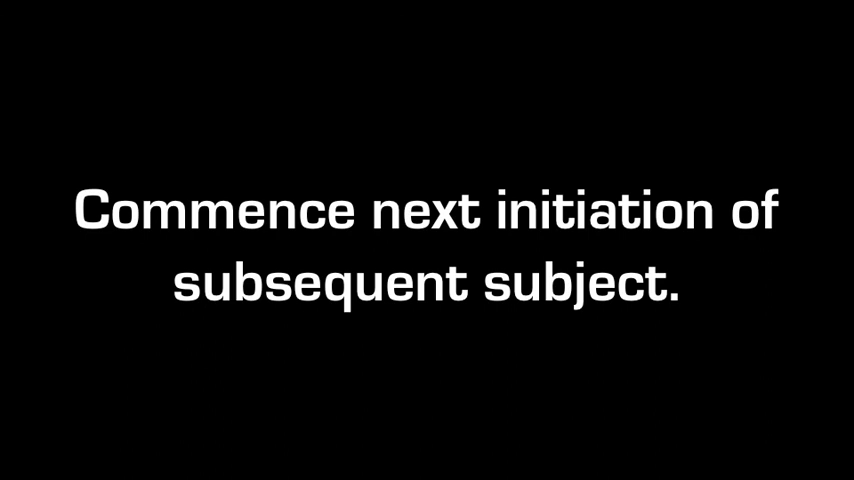 Commence next initiation of
subsequent subject.